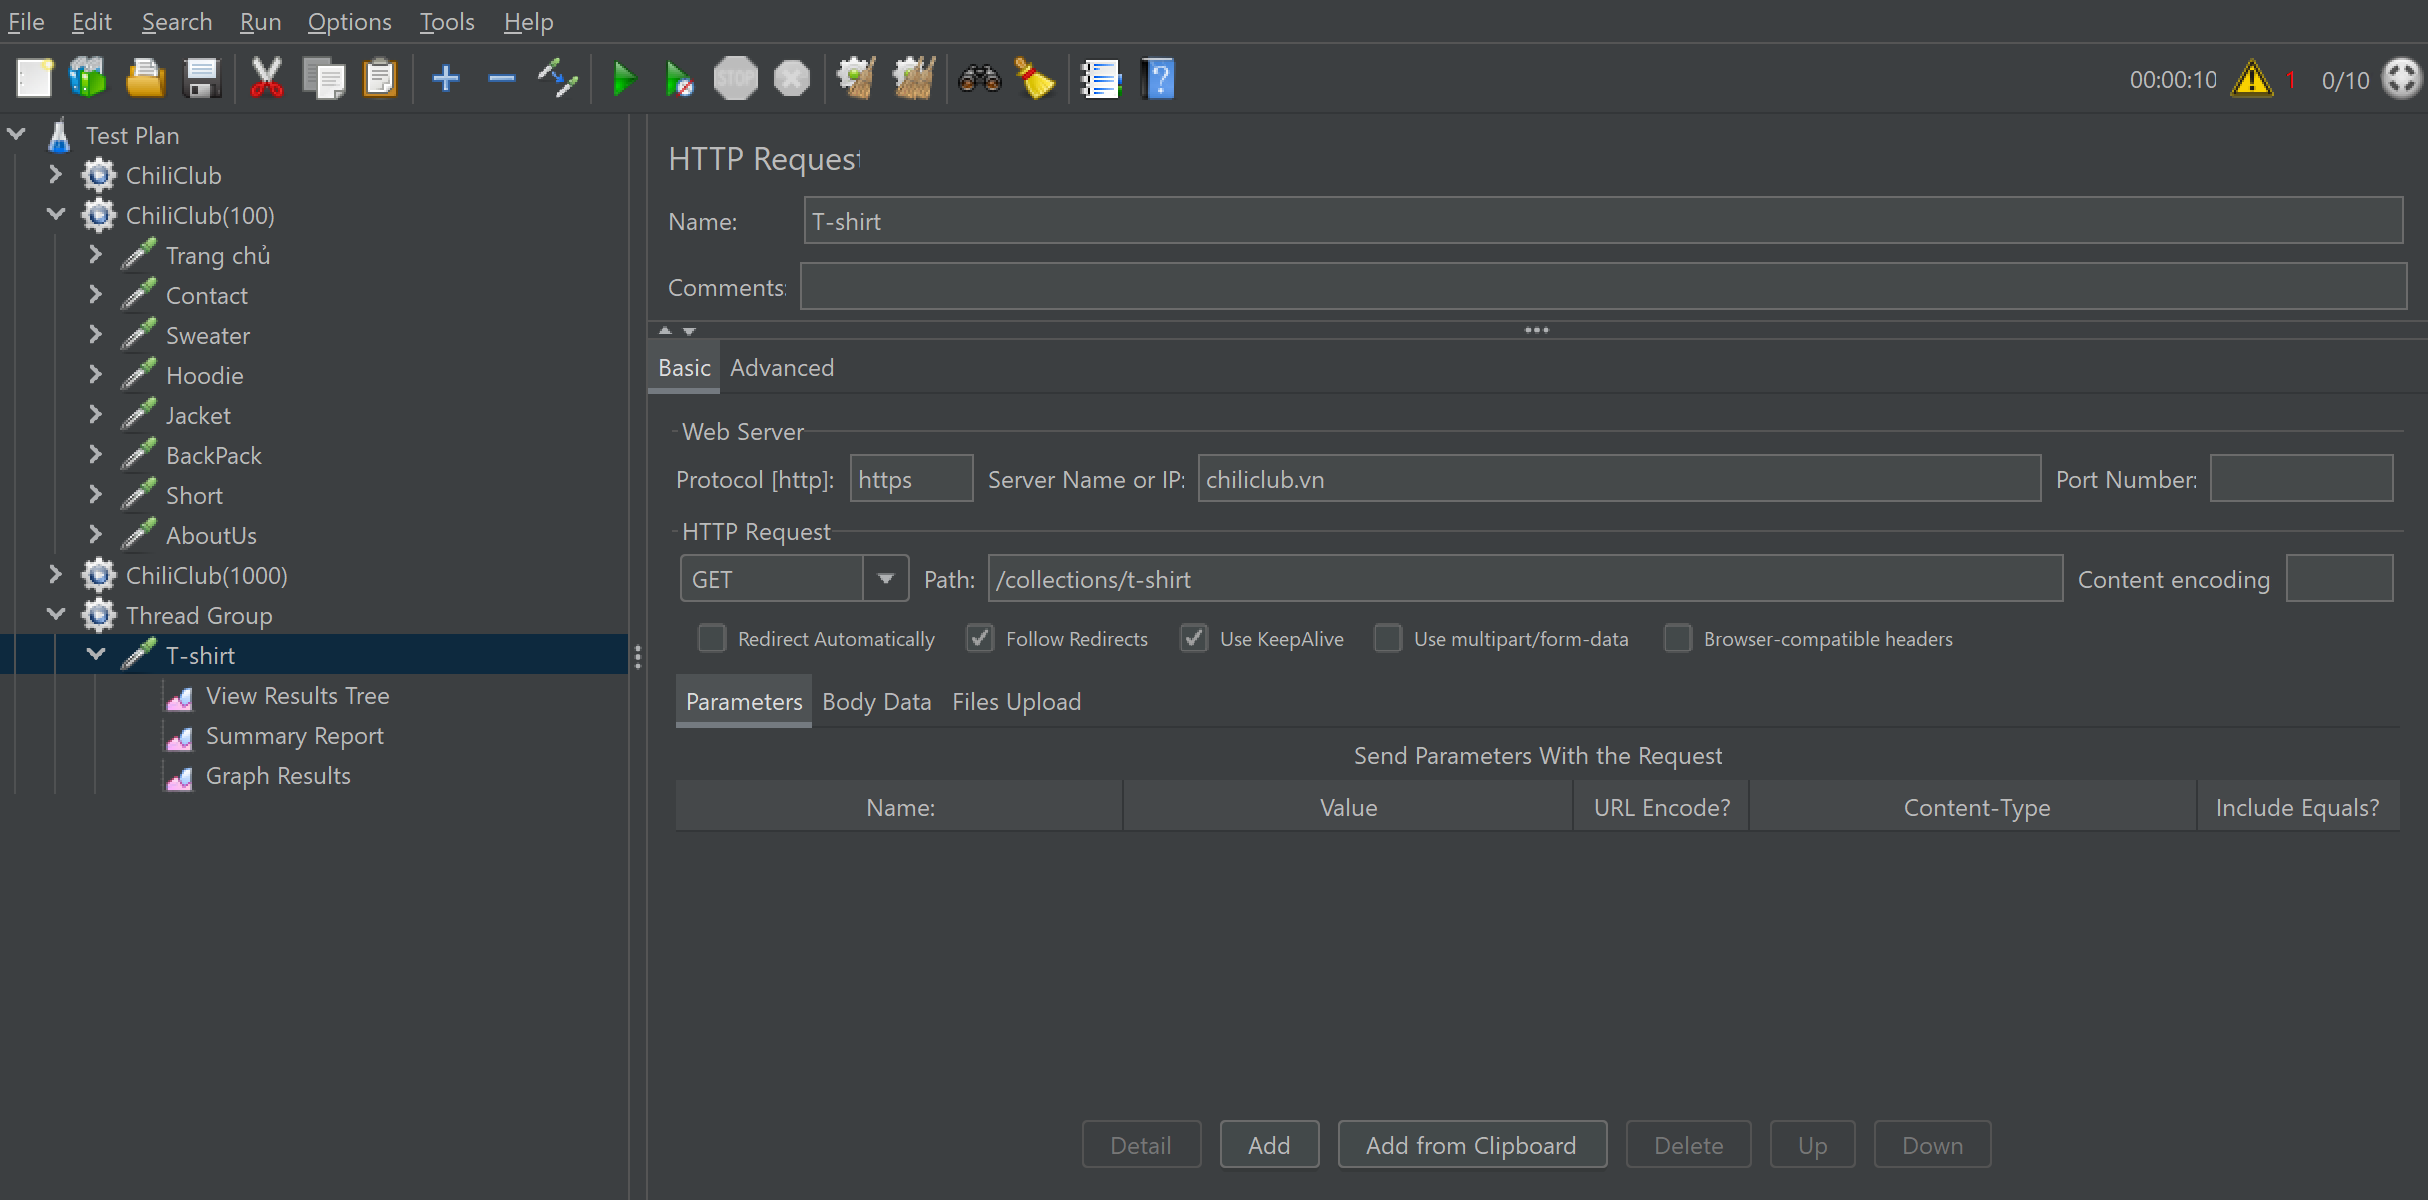 File Edit Search Run Options Tools Help
STOP
00:00:10 1 0/10
Test Plan
ChiliClub
ChiliClub(100)
Trang chủ
Contact
Sweater
Hoodie
Jacket
BackPack
Short
AboutUs
ChiliClub(1000)
Thread Group
T-shirt
View Results Tree
Summary Report
Graph Results
HTTP Request
Name: T-shirt
Comments:
Basic Advanced
Web Server
Protocol [http]: https Server Name or IP: chiliclub.vn Port Number:
HTTP Request
GET Path: /collections/t-shirt Content encoding
Redirect Automatically Follow Redirects Use KeepAlive Use multipart/form-data Browser-compatible headers
Parameters Body Data Files Upload
Send Parameters With the Request
Name: Value URL Encode? Content-Type Include Equals?
Detail Add Add from Clipboard Delete Up Down